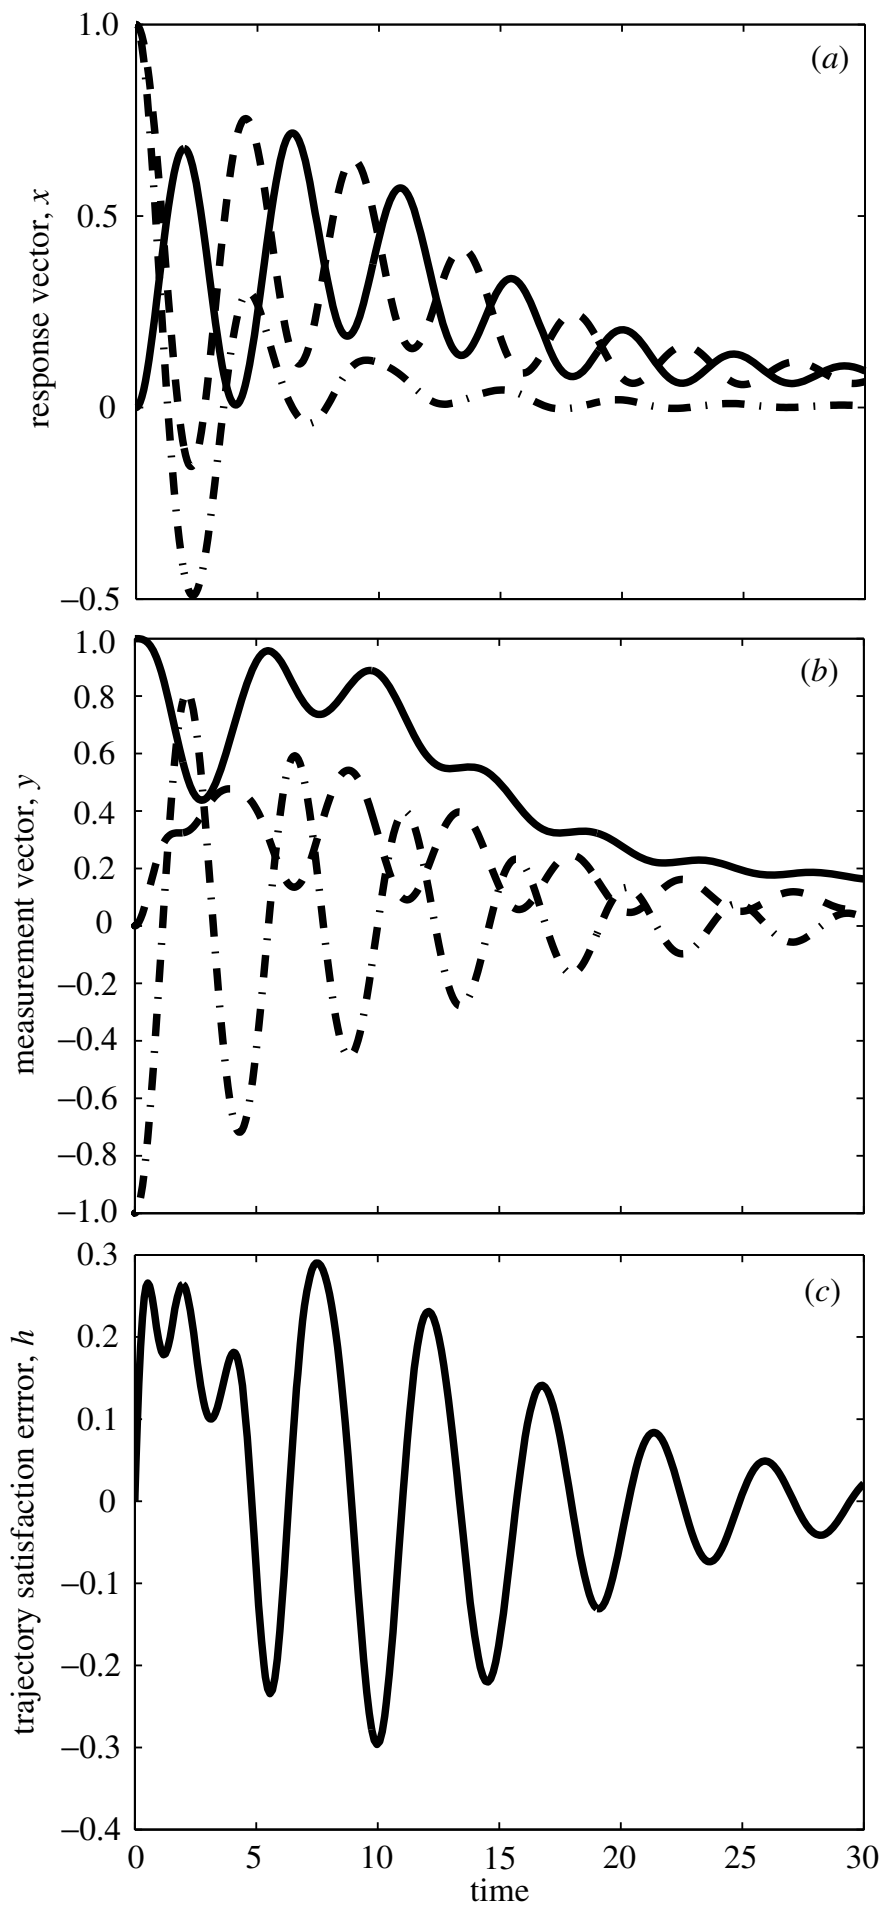 (a)
1.0
0.5
0
–0.5
response vector, x
(b)
1.0
0.8
0.6
0.4
0.2
0
–0.2
–0.4
–0.6
–0.8
–1.0
measurement vector, y
(c)
0.3
0.2
0.1
0
–0.1
–0.2
–0.3
–0.4
trajectory satisfaction errror, h
0 5 10 15 20 25 30
time